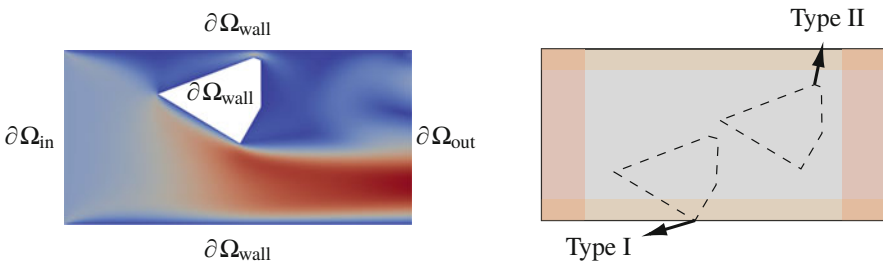 ∂Ω_wall
∂Ω_wall
∂Ω_in
∂Ω_out
∂Ω_wall
Type II
Type I